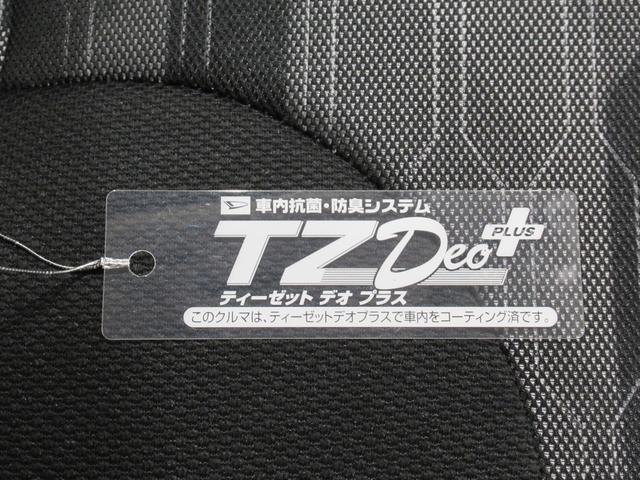 車内抗菌・防臭システム
TZ Deo PLUS
ティーゼット デオ プラス
このクルマは、ティーゼットデオプラスで車内をコーティング済です。